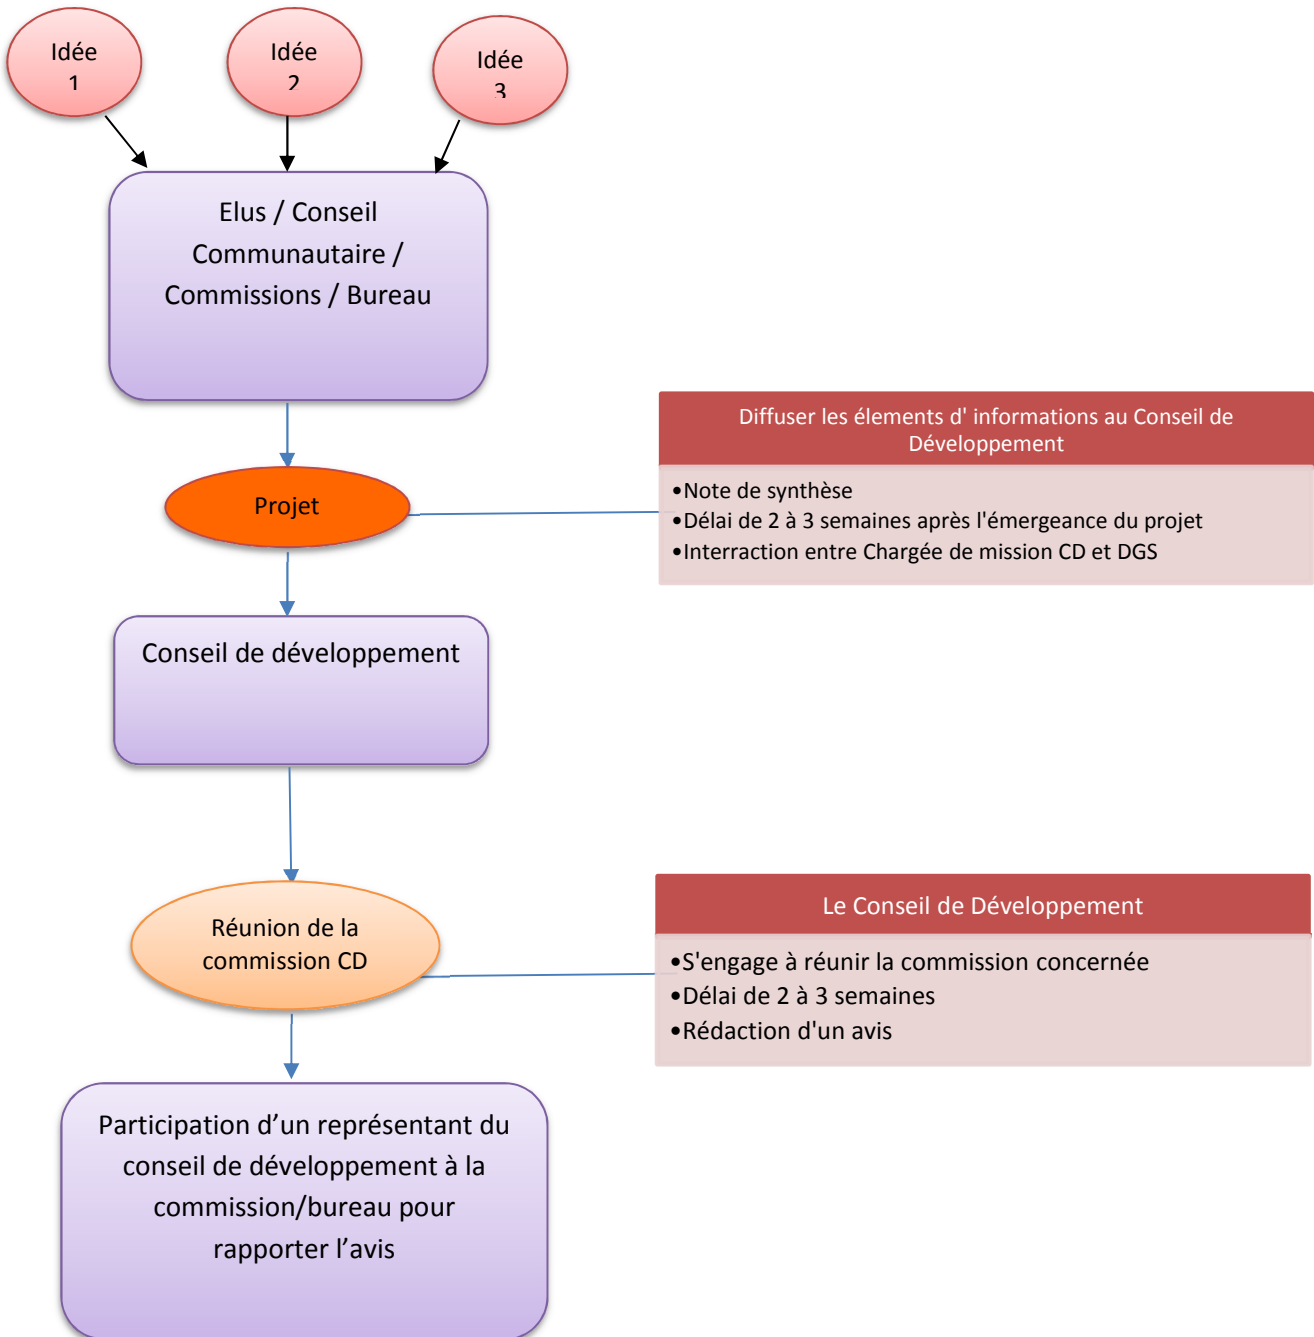 Idée
1
Idée
2
Idée
3
Elus / Conseil
Communautaire /
Commissions / Bureau
Diffuser les élements d' informations au Conseil de
Développement
•Note de synthèse
•Délai de 2 à 3 semaines après l'émergeance du projet
•Interraction entre Chargée de mission CD et DGS
Projet
Conseil de développement
Réunion de la
commission CD
Le Conseil de Développement
•S'engage à réunir la commission concernée
•Délai de 2 à 3 semaines
•Rédaction d'un avis
Participation d’un représentant du
conseil de développement à la
commission/bureau pour
rapporter l’avis